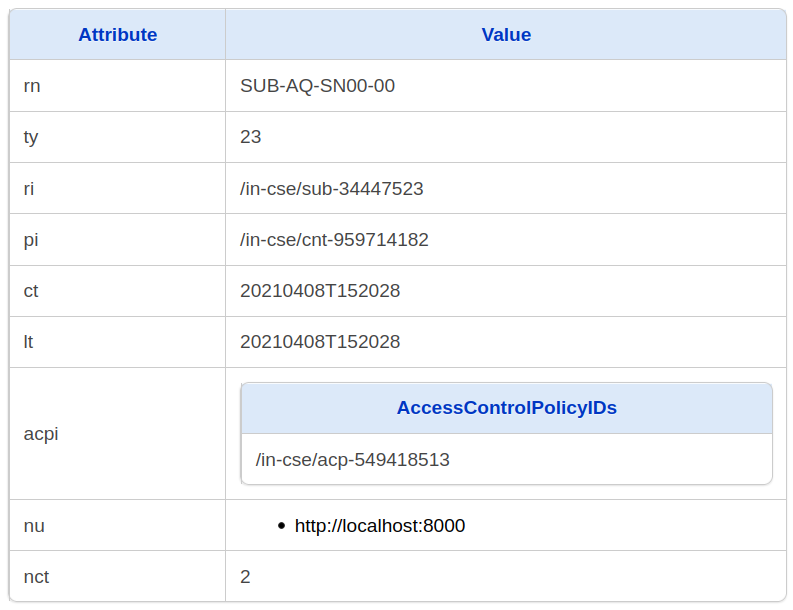 Attribute Value
rn SUB-AQ-SN00-00
ty 23
ri /in-cse/sub-34447523
pi /in-cse/cnt-959714182
ct 20210408T152028
lt 20210408T152028
AccessControlPolicyIDs
acpi
/in-cse/acp-549418513
nu • http://localhost:8000
nct 2